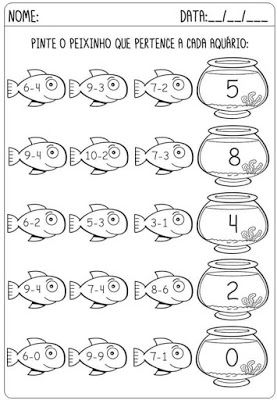 NOME: DATA:__/__/___
PINTE O PEIXINHO QUE PERTENCE A CADA AQUÁRIO:
6-4 9-3 7-2 5
9-4 10-2 7-3 8
6-2 5-3 3-1 4
9-4 7-4 8-6 2
6-0 9-9 7-1 0